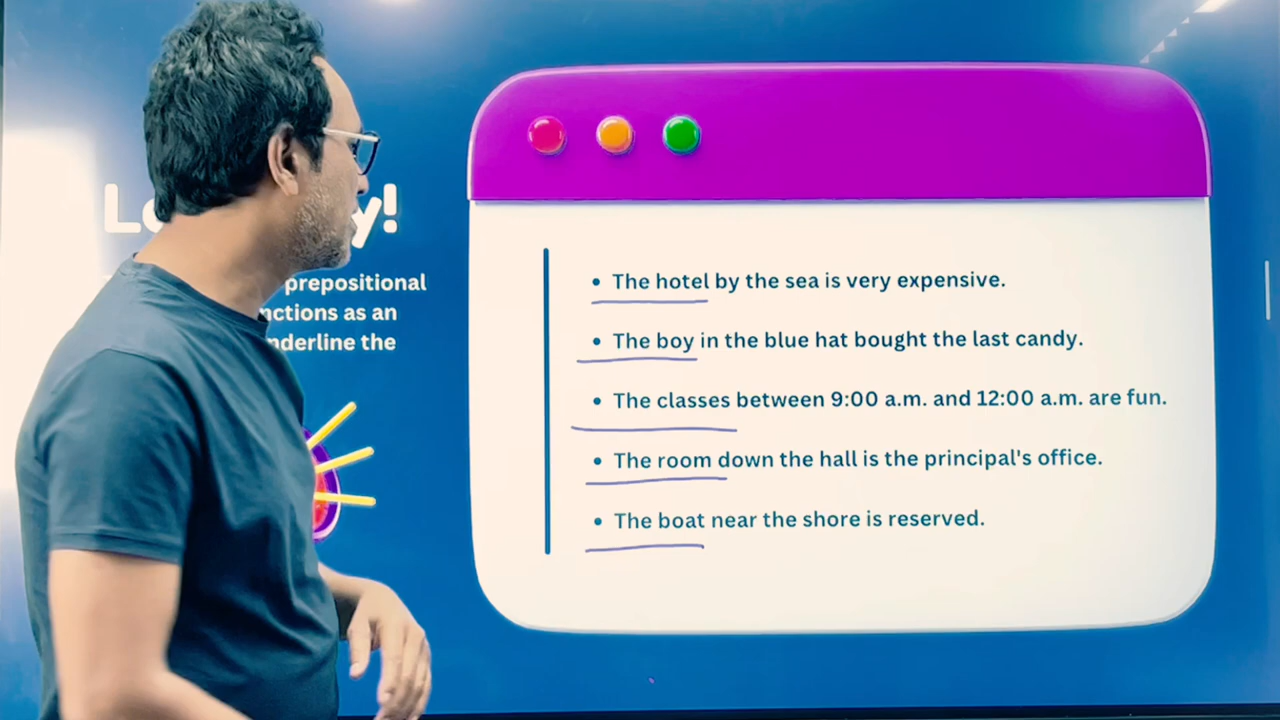 prepositional
as an
the
The hotel by the sea is very expensive.
The boy in the blue hat bought the last candy.
The classes between 9:00 a.m. and 12:00 a.m. are fun.
The room down the hall is the principal's office.
The boat near the shore is reserved.